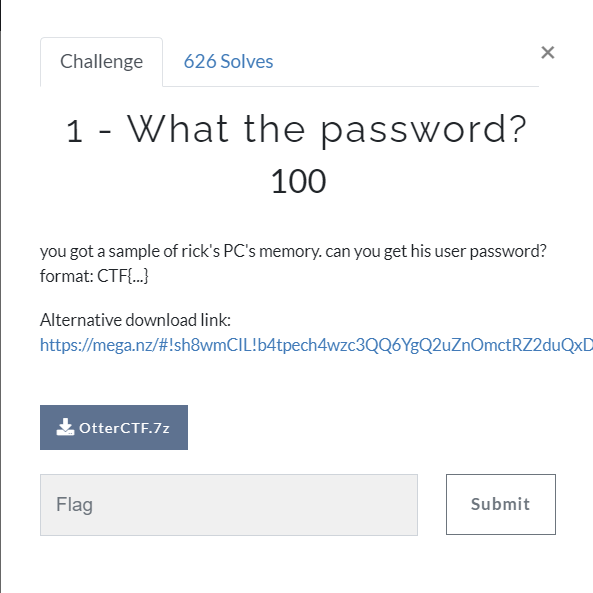 Challenge
626 Solves
×
1 - What the password?
100
you got a sample of rick's PC's memory. can you get his user password?
format: CTF{...}
Alternative download link:
https://mega.nz/#!sh8wmCIL!b4tpech4wzc3QQ6YgQ2uZnOmctRZ2duQxD
OtterCTF.7z
Flag
Submit